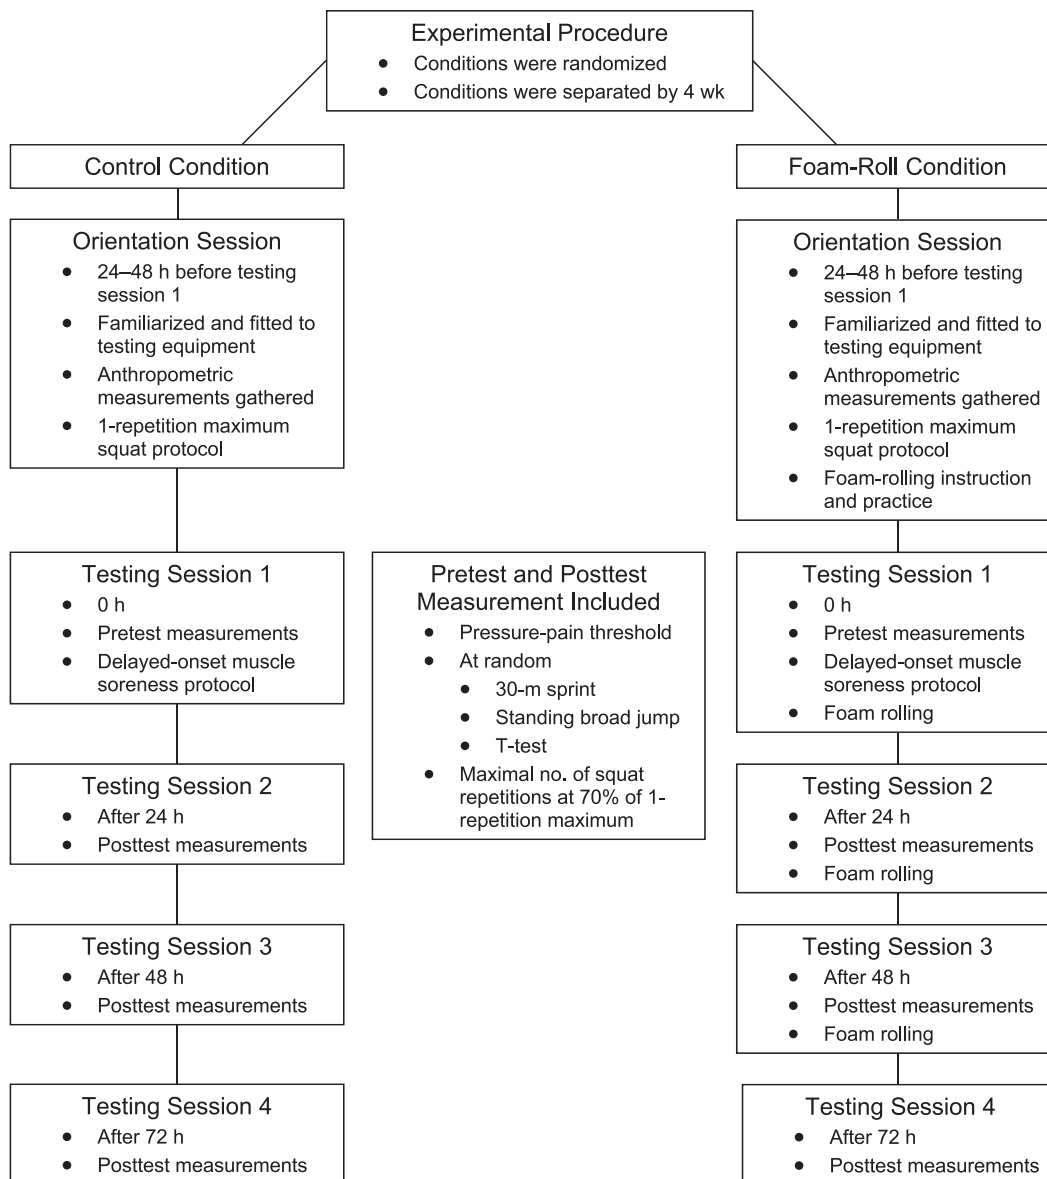 Experimental Procedure
● Conditions were randomized
● Conditions were separated by 4 wk
Control Condition
Orientation Session
● 24–48 h before testing
session 1
● Familiarized and fitted to
testing equipment
● Anthropometric
measurements gathered
● 1-repetition maximum
squat protocol
Testing Session 1
● 0 h
● Pretest measurements
● Delayed-onset muscle
soreness protocol
Testing Session 2
● After 24 h
● Posttest measurements
Testing Session 3
● After 48 h
● Posttest measurements
Testing Session 4
● After 72 h
● Posttest measurements
Pretest and Posttest
Measurement Included
● Pressure-pain threshold
● At random
● 30-m sprint
● Standing broad jump
● T-test
● Maximal no. of squat
repetitions at 70% of 1-
repetition maximum
Foam-Roll Condition
Orientation Session
● 24–48 h before testing
session 1
● Familiarized and fitted to
testing equipment
● Anthropometric
measurements gathered
● 1-repetition maximum
squat protocol
● Foam-rolling instruction
and practice
Testing Session 1
● 0 h
● Pretest measurements
● Delayed-onset muscle
soreness protocol
● Foam rolling
Testing Session 2
● After 24 h
● Posttest measurements
● Foam rolling
Testing Session 3
● After 48 h
● Posttest measurements
● Foam rolling
Testing Session 4
● After 72 h
● Posttest measurements